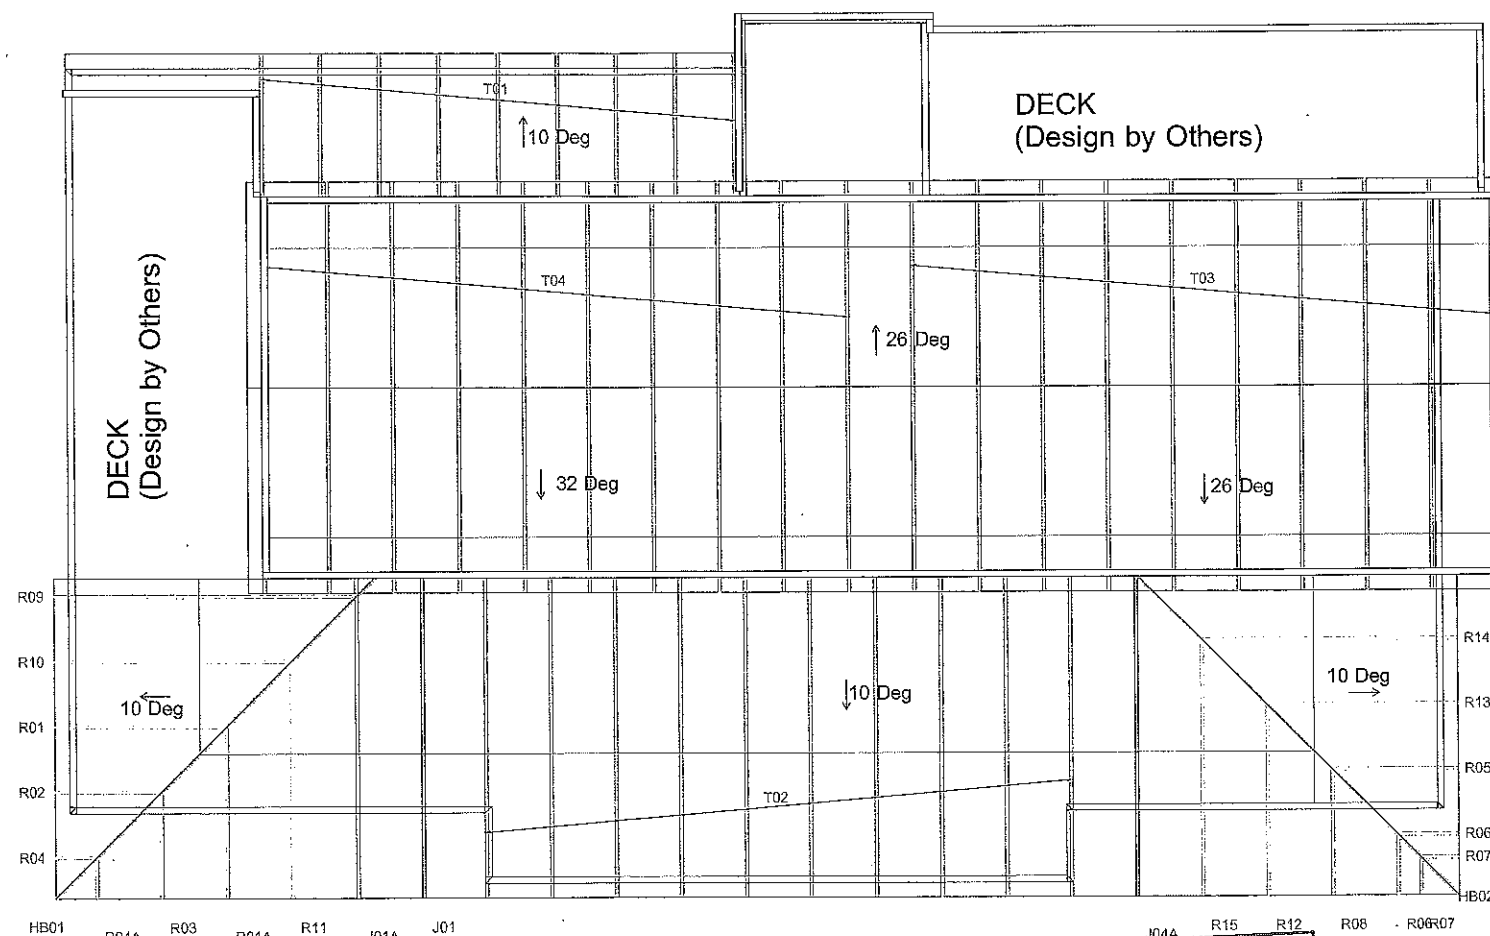 T01
10 Deg
DECK
(Design by Others)
DECK
(Design by Others)
T04
T03
26 Deg
32 Deg
26 Deg
R09
R10
R01
R02
R04
10 Deg
10 Deg
10 Deg
T02
R14
R13
R05
R06
R07
HB02
HB01
R03
R11
J01
R15
R12
R08
R06
R07